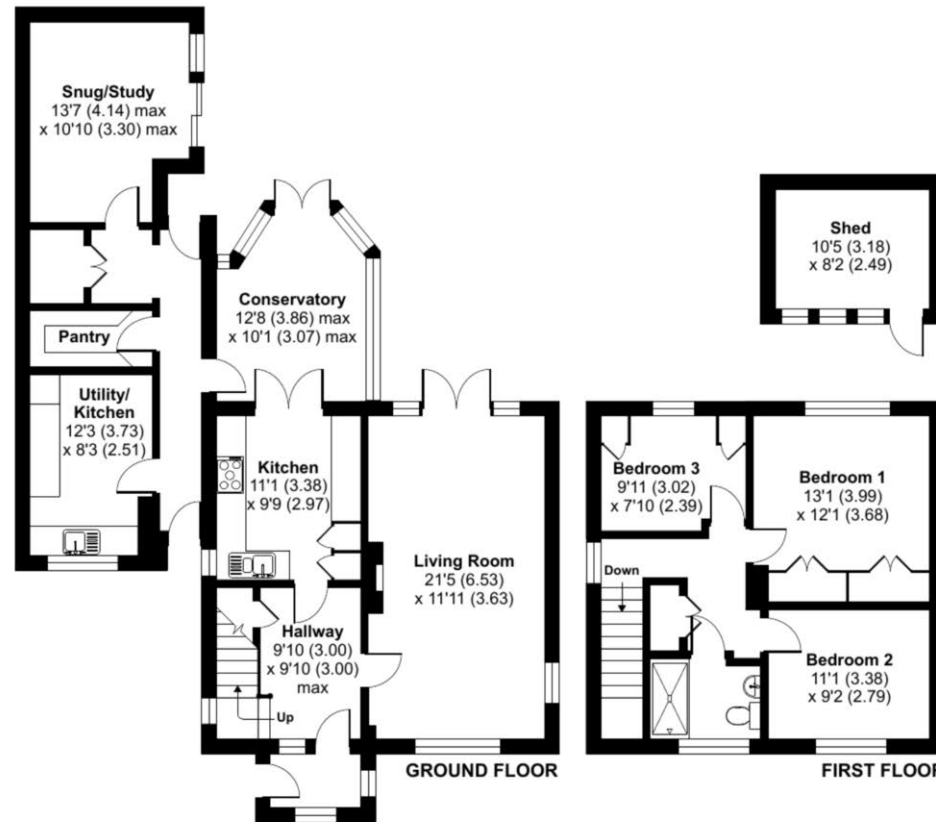 Snug/Study
13'7 (4.14) max
x 10'10 (3.30) max
Shed
10'5 (3.18)
x 8'2 (2.49)
Conservatory
12'8 (3.86) max
x 10'1 (3.07) max
Pantry
Utility/
Kitchen
12'3 (3.73)
x 8'3 (2.51)
Kitchen
11'1 (3.38)
x 9'9 (2.97)
Living Room
21'5 (6.53)
x 11'11 (3.63)
Hallway
9'10 (3.00)
x 9'10 (3.00)
max
Up
GROUND FLOOR
Bedroom 3
9'11 (3.02)
x 7'10 (2.39)
Bedroom 1
13'1 (3.99)
x 12'1 (3.68)
Down
Bedroom 2
11'1 (3.38)
x 9'2 (2.79)
FIRST FLOOR